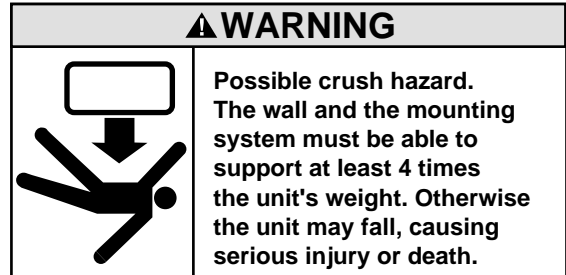 WARNING
Possible crush hazard.
The wall and the mounting
system must be able to
support at least 4 times
the unit's weight. Otherwise
the unit may fall, causing
serious injury or death.